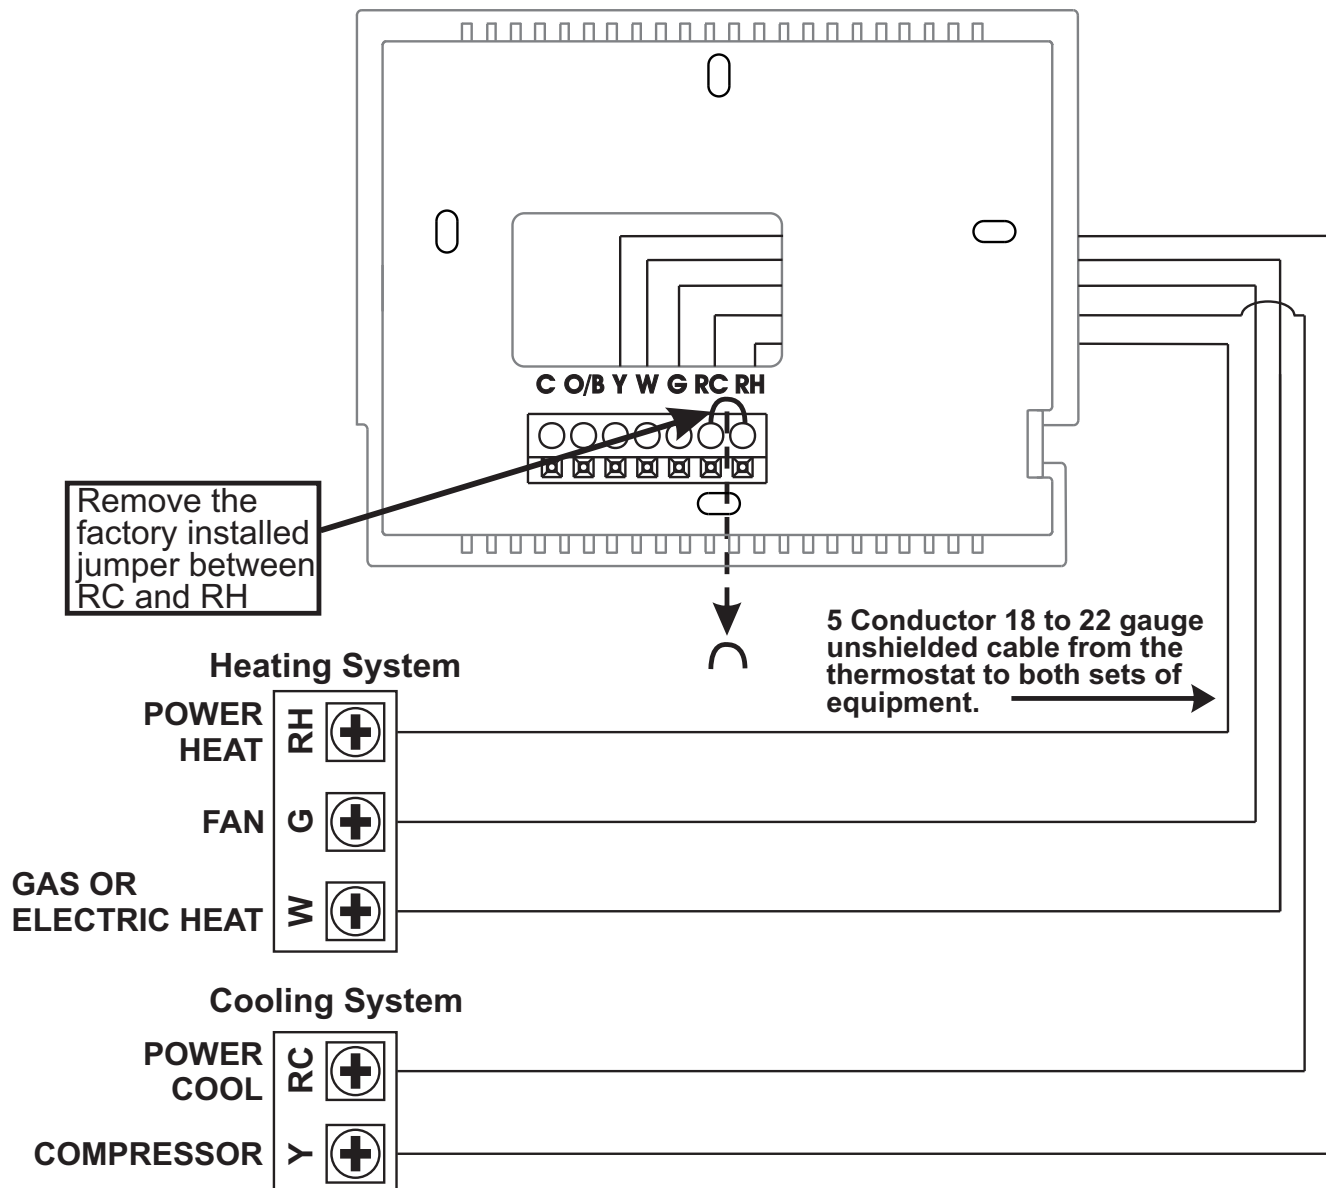 C O/B Y W G RC RH
Remove the
factory installed
jumper between
RC and RH
5 Conductor 18 to 22 gauge
unshielded cable from the
thermostat to both sets of
equipment.
Heating System
POWER
HEAT
RH
FAN
G
GAS OR
ELECTRIC HEAT
W
Cooling System
POWER
COOL
RC
COMPRESSOR
Y